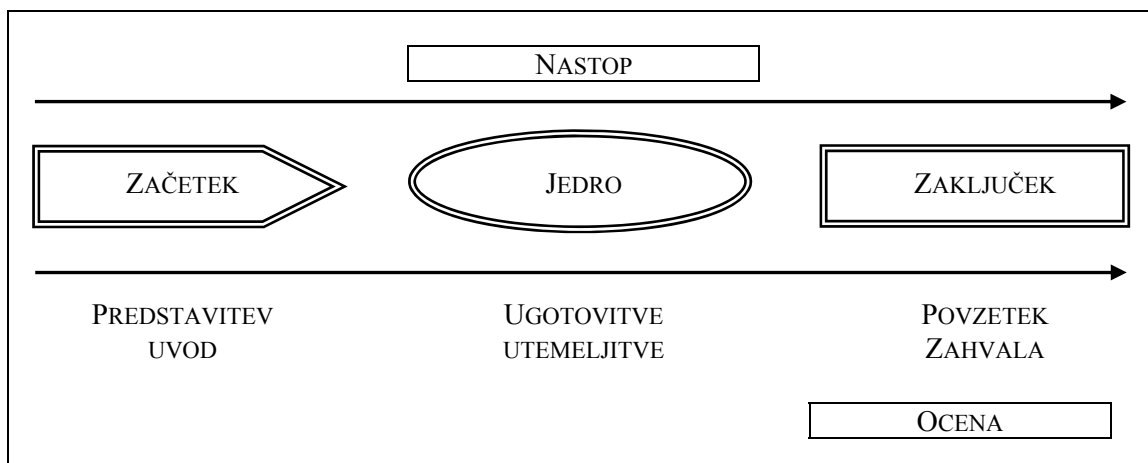 NASTOP
ZAČETEK
JEDRO
ZAKLJUČEK
PREDSTAVITEV
UVOD
UGOTOVITVE
UTEMELJITVE
POVZETEK
ZAHVALA
OCENA